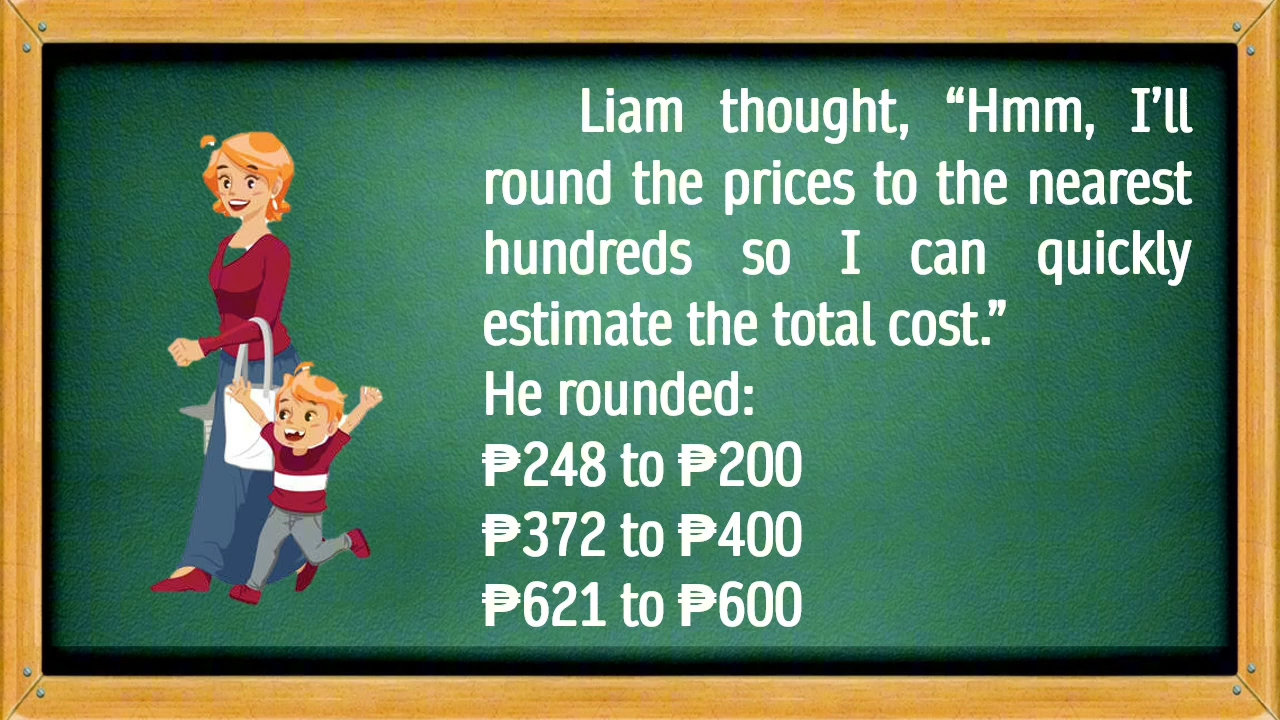 Liam thought, “Hmm, I’ll
round the prices to the nearest
hundreds so I can quickly
estimate the total cost.”
He rounded:
₱248 to ₱200
₱372 to ₱400
₱621 to ₱600